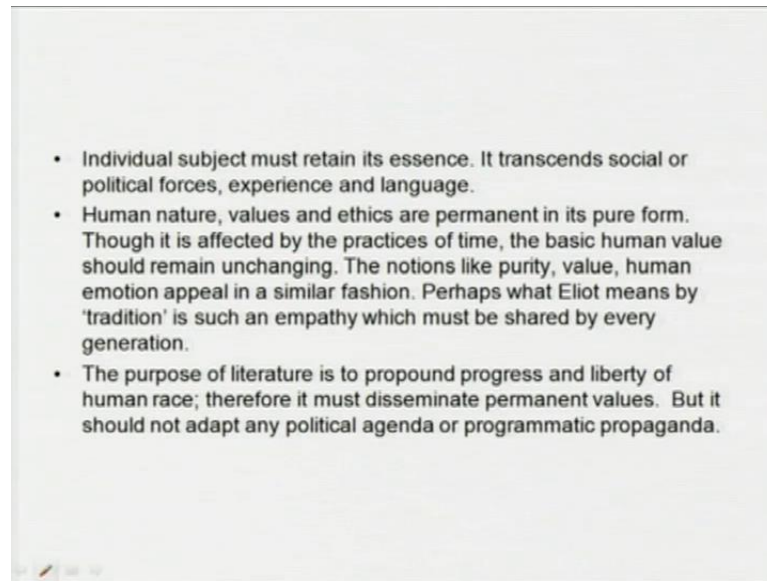 • Individual subject must retain its essence. It transcends social or
political forces, experience and language.
• Human nature, values and ethics are permanent in its pure form.
Though it is affected by the practices of time, the basic human value
should remain unchanging. The notions like purity, value, human
emotion appeal in a similar fashion. Perhaps what Eliot means by
'tradition' is such an empathy which must be shared by every
generation.
• The purpose of literature is to propound progress and liberty of
human race; therefore it must disseminate permanent values.  But it
should not adapt any political agenda or programmatic propaganda.